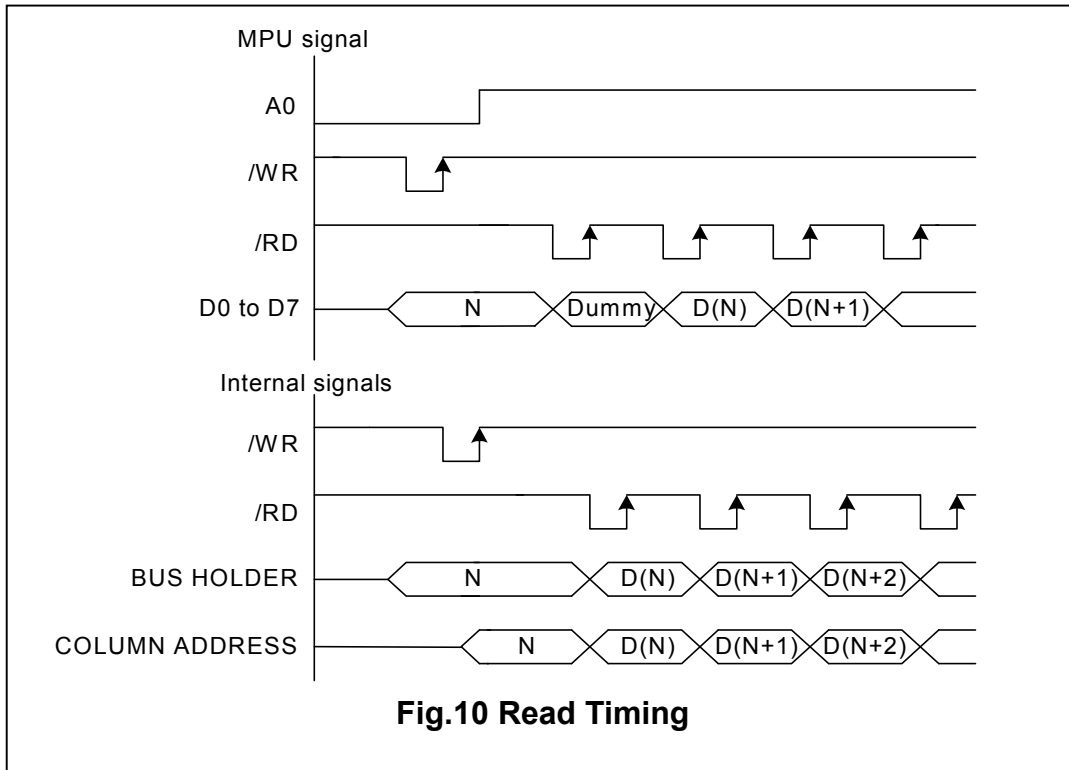 MPU signal
A0
/WR
/RD
D0 to D7 N Dummy D(N) D(N+1)
Internal signals
/WR
/RD
BUS HOLDER N D(N) D(N+1) D(N+2)
COLUMN ADDRESS N D(N) D(N+1) D(N+2)
Fig.10 Read Timing